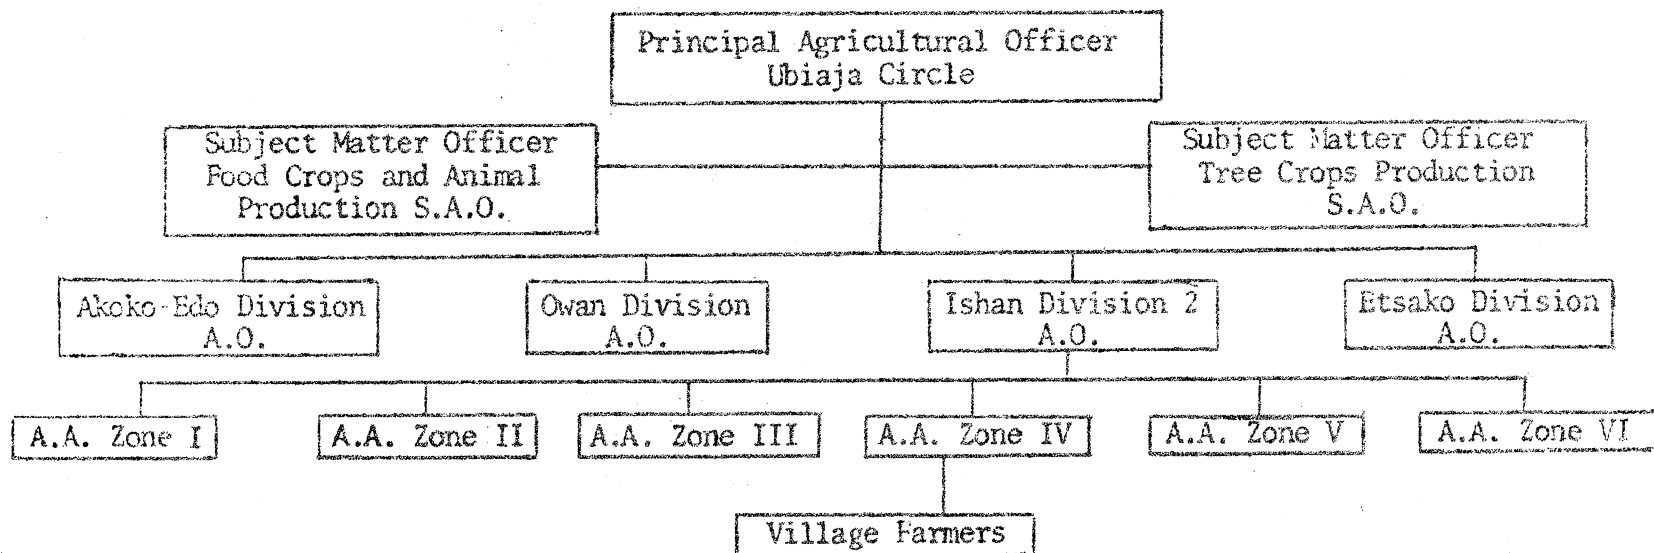 Principal Agricultural Officer
Ubiaja Circle
Subject Matter Officer
Food Crops and Animal
Production S.A.O.
Subject Matter Officer
Tree Crops Production
S.A.O.
Akoko-Edo Division
A.O.
Owan Division
A.O.
Ishan Division 2
A.O.
Etsako Division
A.O.
A.A. Zone I
A.A. Zone II
A.A. Zone III
A.A. Zone IV
A.A. Zone V
A.A. Zone VI
Village Farmers